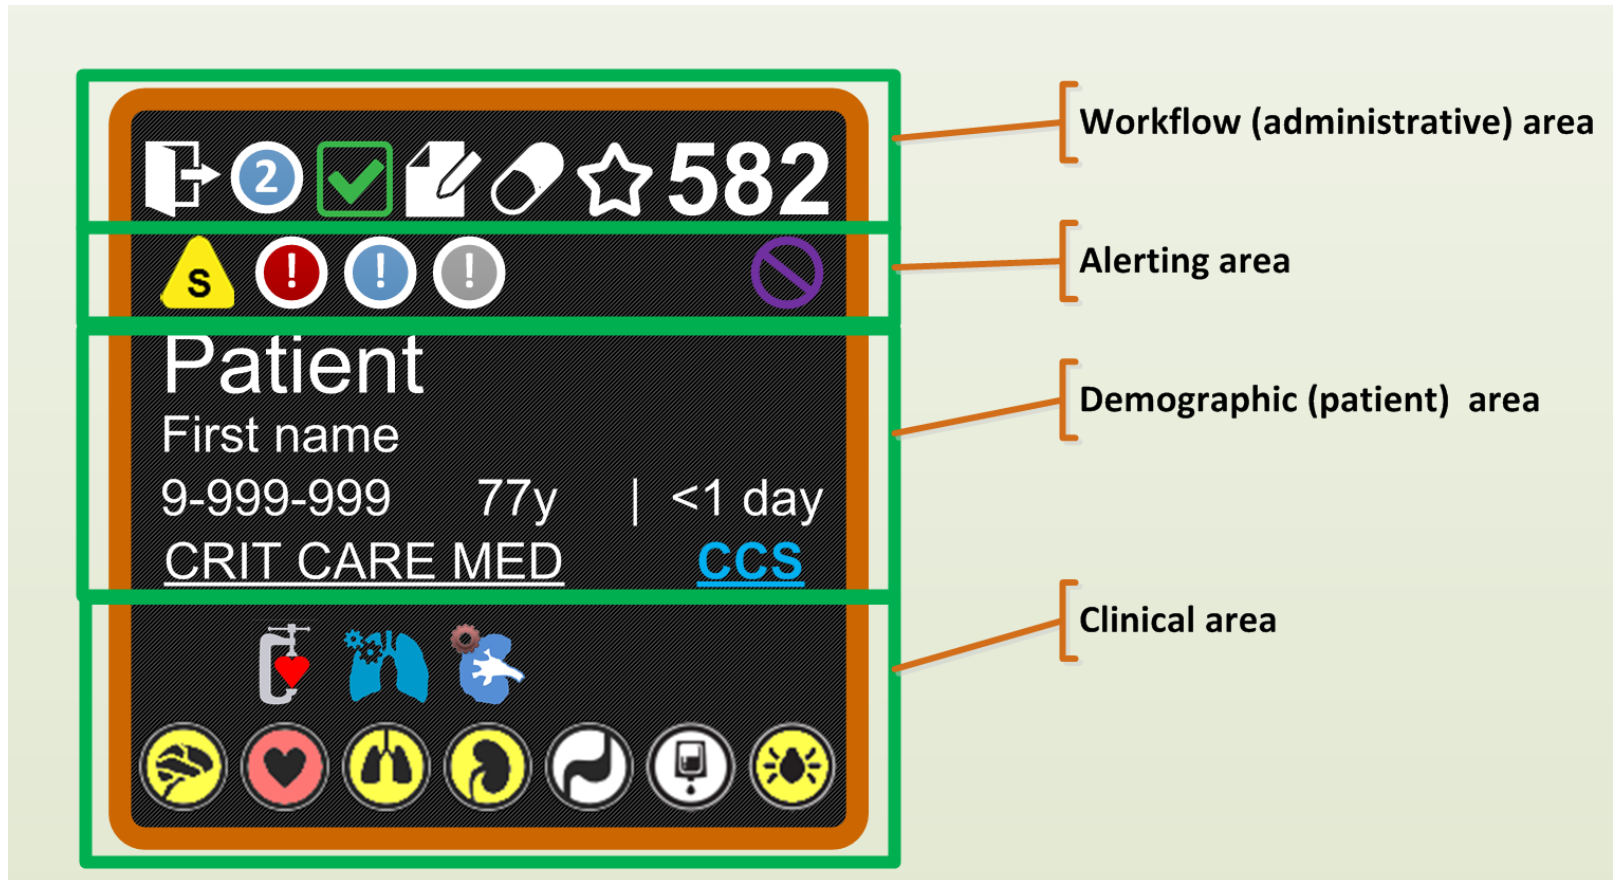 2 582
Workflow (administrative) area
S ! ! !
Alerting area
Patient
First name
9-999-999 77y | <1 day
CRIT CARE MED CCS
Demographic (patient) area
Clinical area